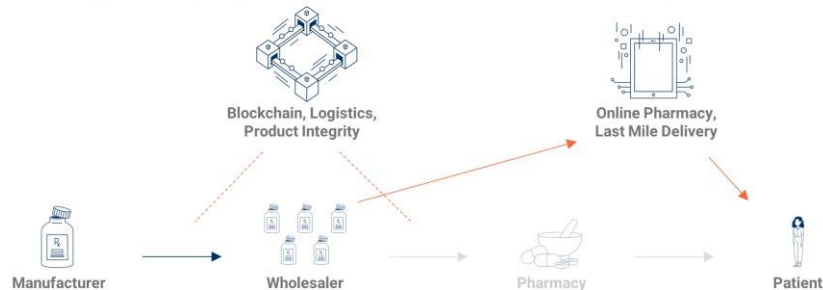 Blockchain, Logistics,
Product Integrity
Online Pharmacy,
Last Mile Delivery
Manufacturer
Wholesaler
Pharmacy
Patient